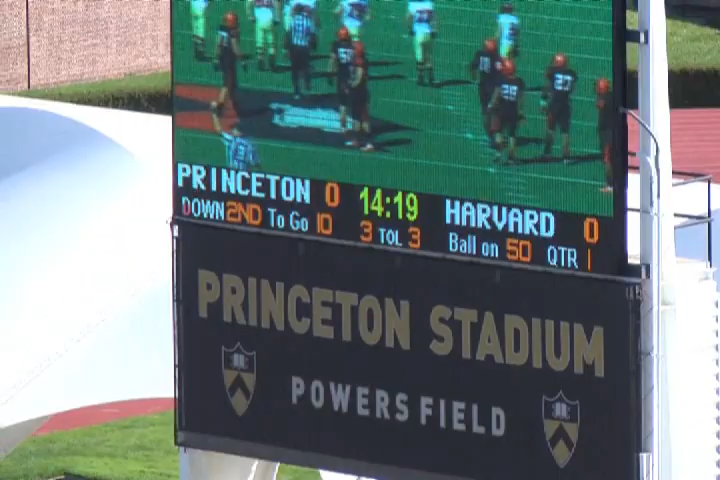 PRINCETON 0 14:19 HARVARD 0
DOWN 2ND To Go 10 3 TOL 3 Ball on 50 QTR 1
PRINCETON STADIUM
POWERS FIELD